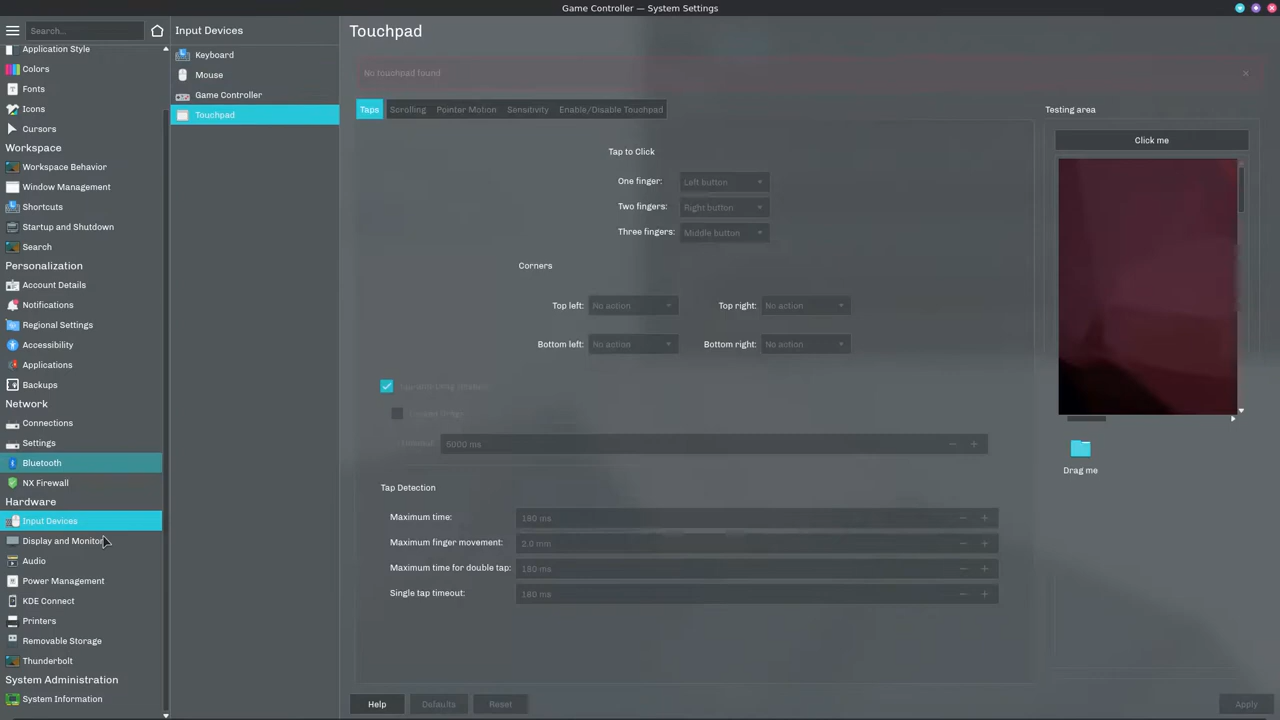 Game Controller — System Settings
Search...
Application Style
Colors
Fonts
Icons
Cursors
Workspace
Workspace Behavior
Window Management
Shortcuts
Startup and Shutdown
Search
Personalization
Account Details
Notifications
Regional Settings
Accessibility
Applications
Backups
Network
Connections
Settings
Bluetooth
NX Firewall
Hardware
Input Devices
Display and Monitor
Audio
Power Management
KDE Connect
Printers
Removable Storage
Thunderbolt
System Administration
System Information
Input Devices
Keyboard
Mouse
Game Controller
Touchpad
Touchpad
No touchpad found
Taps Scrolling Pointer Motion Sensitivity Enable/Disable Touchpad
Tap to Click
One finger: Left button
Two fingers: Right button
Three fingers: Middle button
Corners
Top left: No action Top right: No action
Bottom left: No action Bottom right: No action
6000 ms
Tap Detection
Maximum time: 180 ms
Maximum finger movement: 2.0 mm
Maximum time for double tap: 180 ms
Single tap timeout: 180 ms
Testing area
Click me
Drag me
Help Defaults Reset Apply